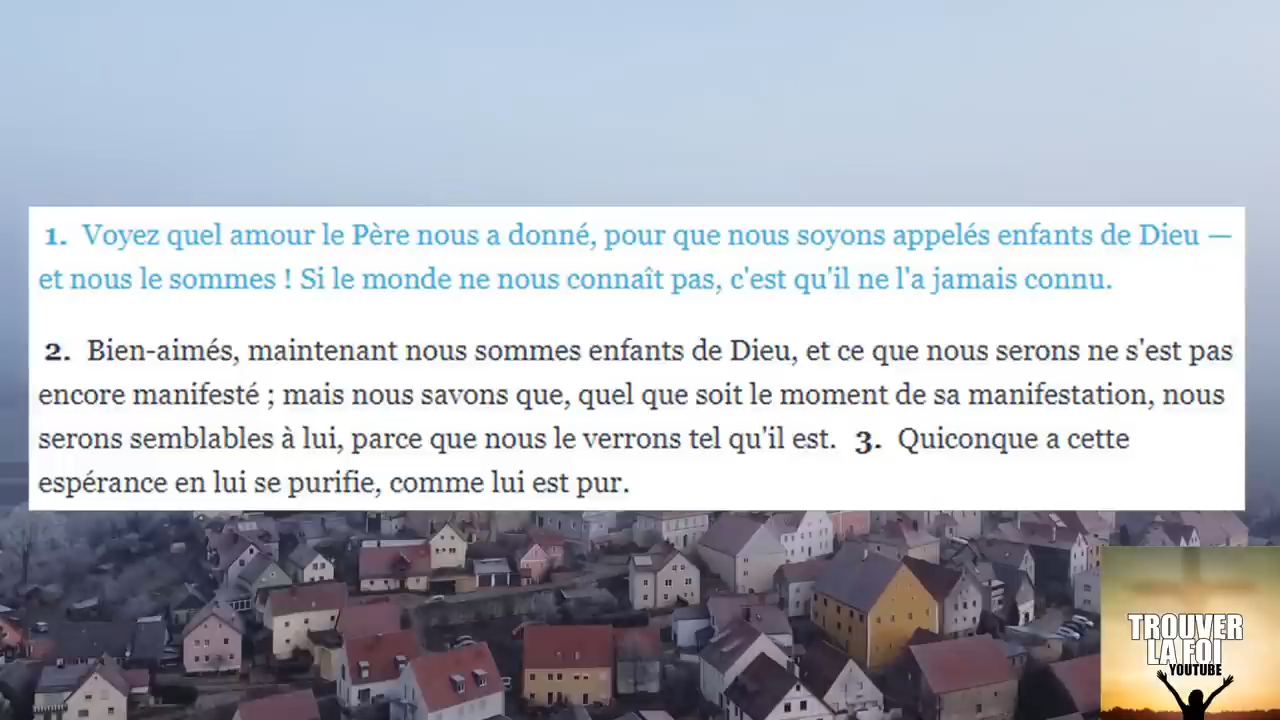 1. Voyez quel amour le Père nous a donné, pour que nous soyons appelés enfants de Dieu —
et nous le sommes ! Si le monde ne nous connaît pas, c'est qu'il ne l'a jamais connu.
2. Bien-aimés, maintenant nous sommes enfants de Dieu, et ce que nous serons ne s'est pas
encore manifesté ; mais nous savons que, quel que soit le moment de sa manifestation, nous
serons semblables à lui, parce que nous le verrons tel qu'il est. 3. Quiconque a cette
espérance en lui se purifie, comme lui est pur.
TROUVER
LA FOI
YOUTUBE